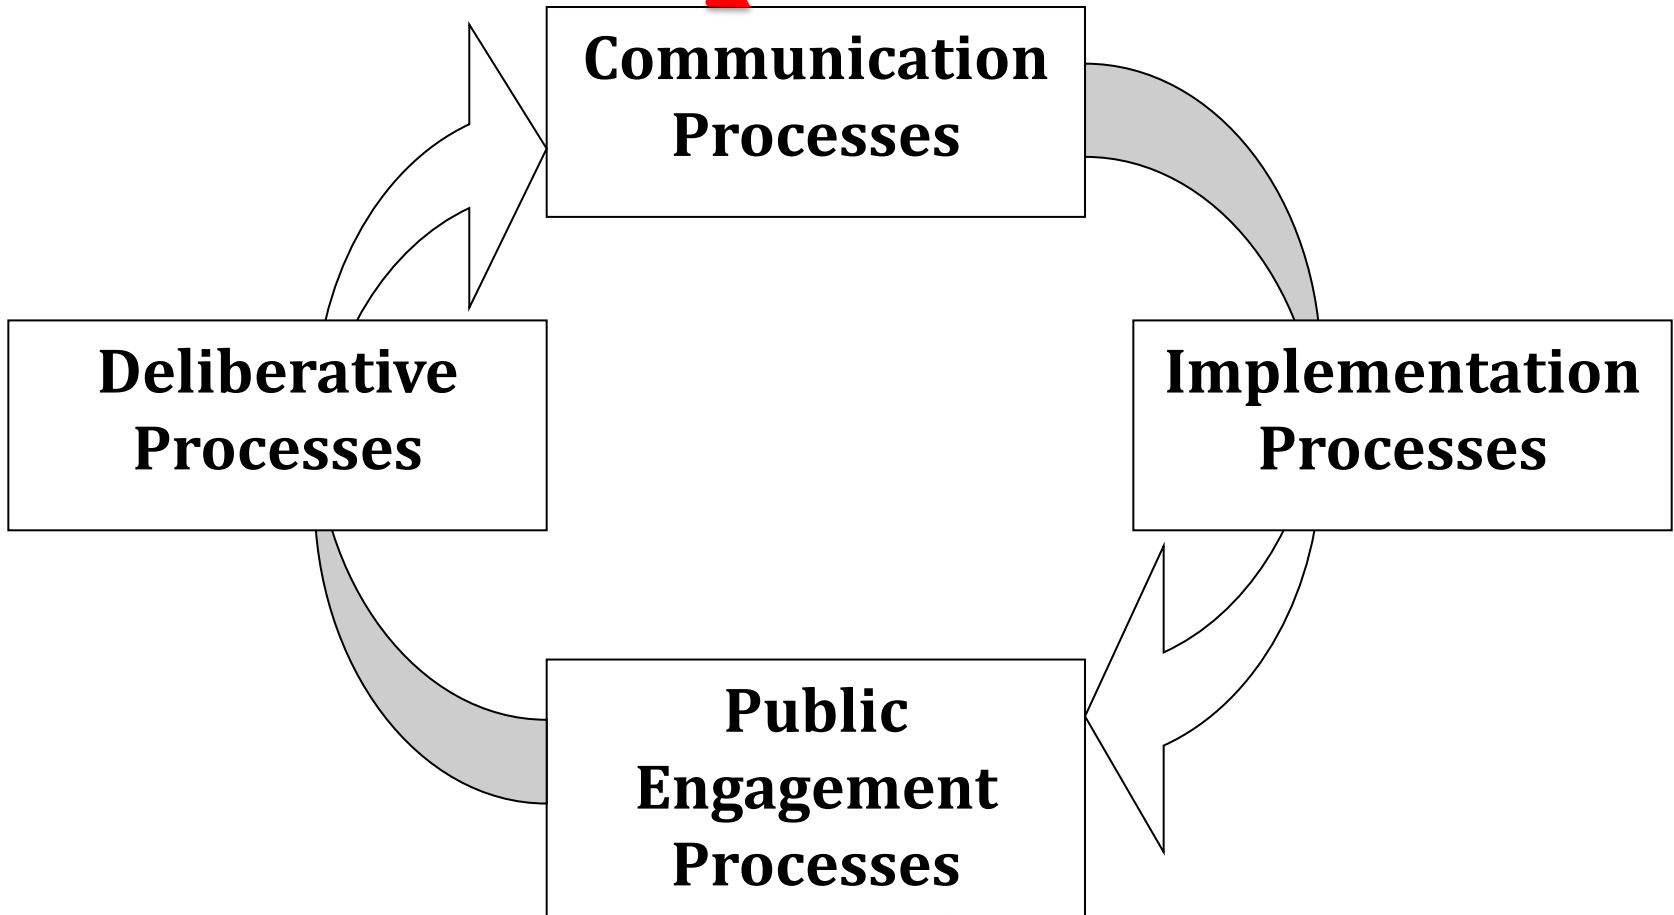 Communication
Processes
Deliberative
Processes
Implementation
Processes
Public
Engagement
Processes